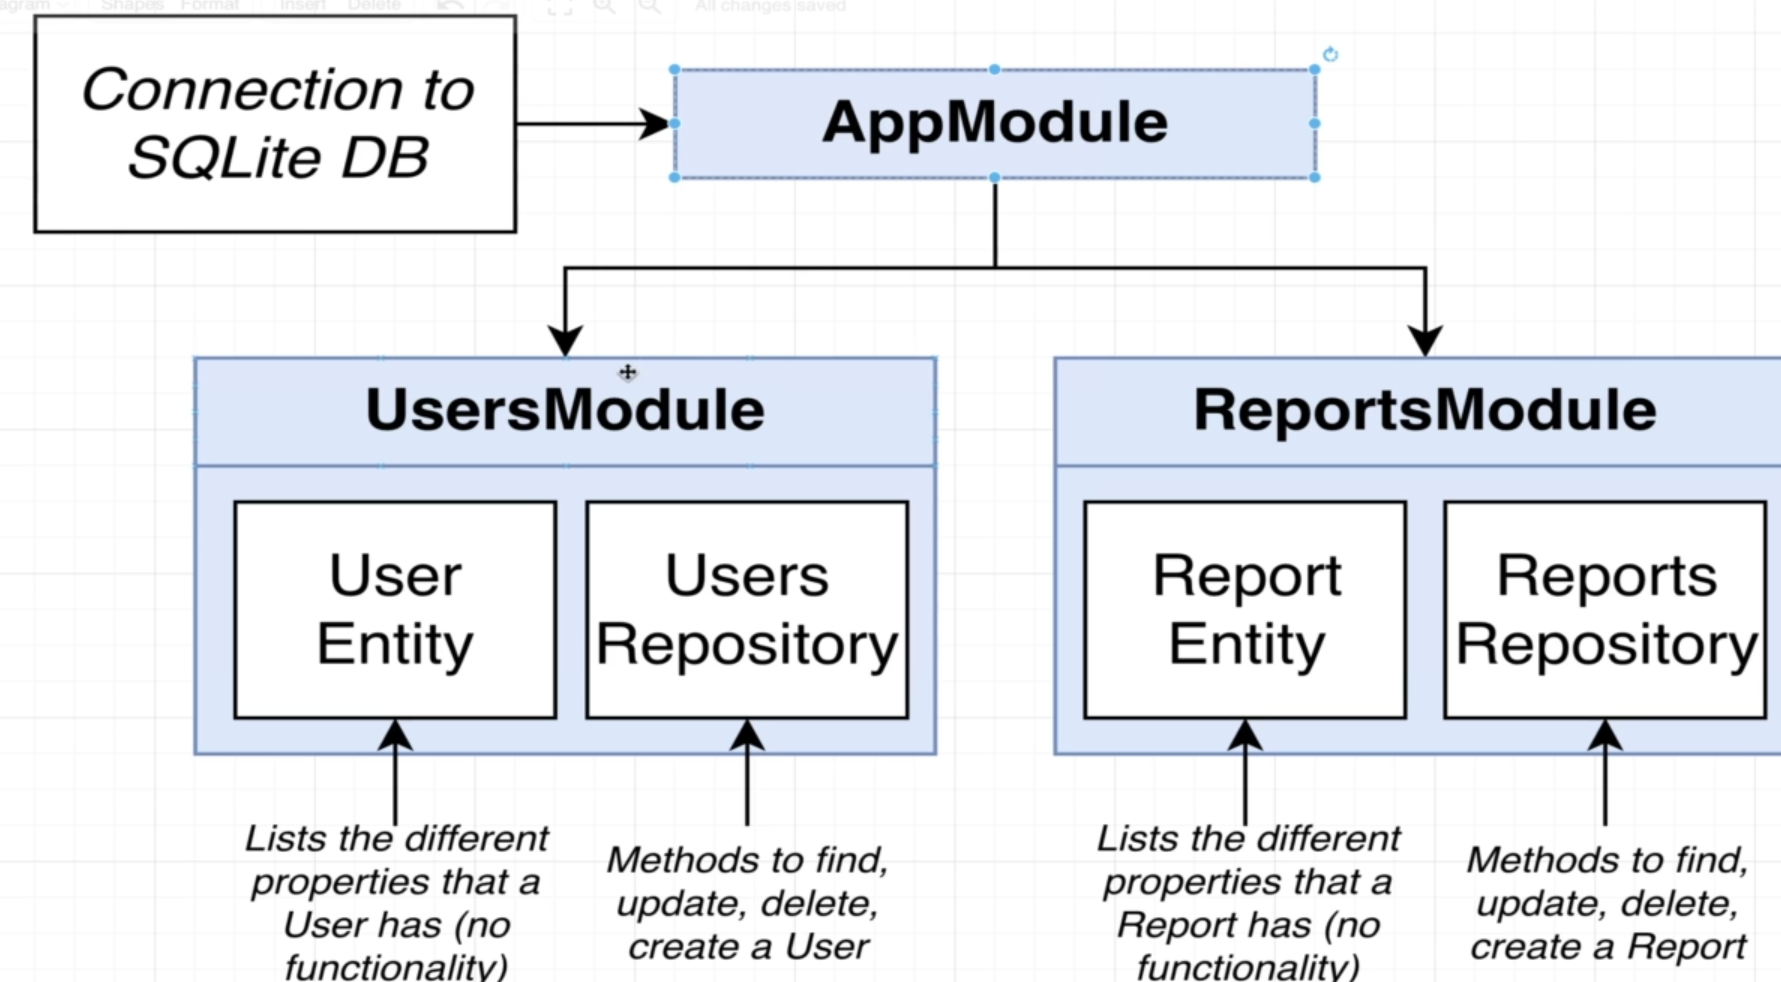 Shapes Format Insert Delete All changes saved
Connection to
SQLite DB
AppModule
UsersModule
User
Entity
Users
Repository
Lists the different
properties that a
User has (no
functionality)
Methods to find,
update, delete,
create a User
ReportsModule
Report
Entity
Reports
Repository
Lists the different
properties that a
Report has (no
functionality)
Methods to find,
update, delete,
create a Report